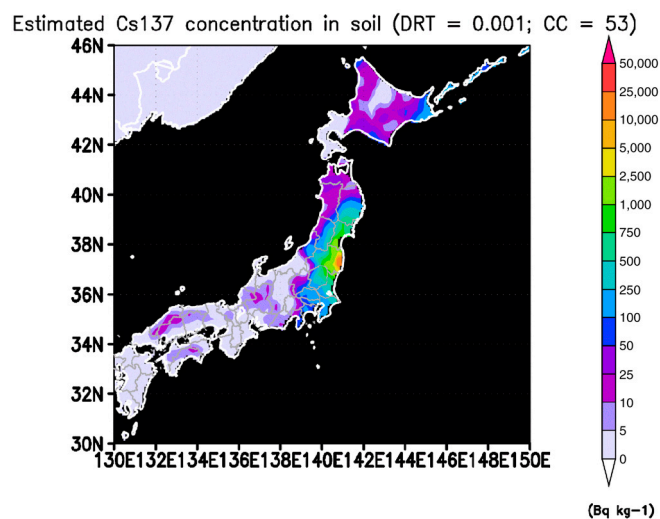 Estimated Cs137 concentration in soil (DRT = 0.001; CC = 53)
46N
44N
42N
40N
38N
36N
34N
32N
30N
130E132E134E136E138E140E142E144E146E148E150E
50,000
25,000
10,000
5,000
2,500
1,000
750
500
250
100
50
25
10
5
0
(Bq kg-1)